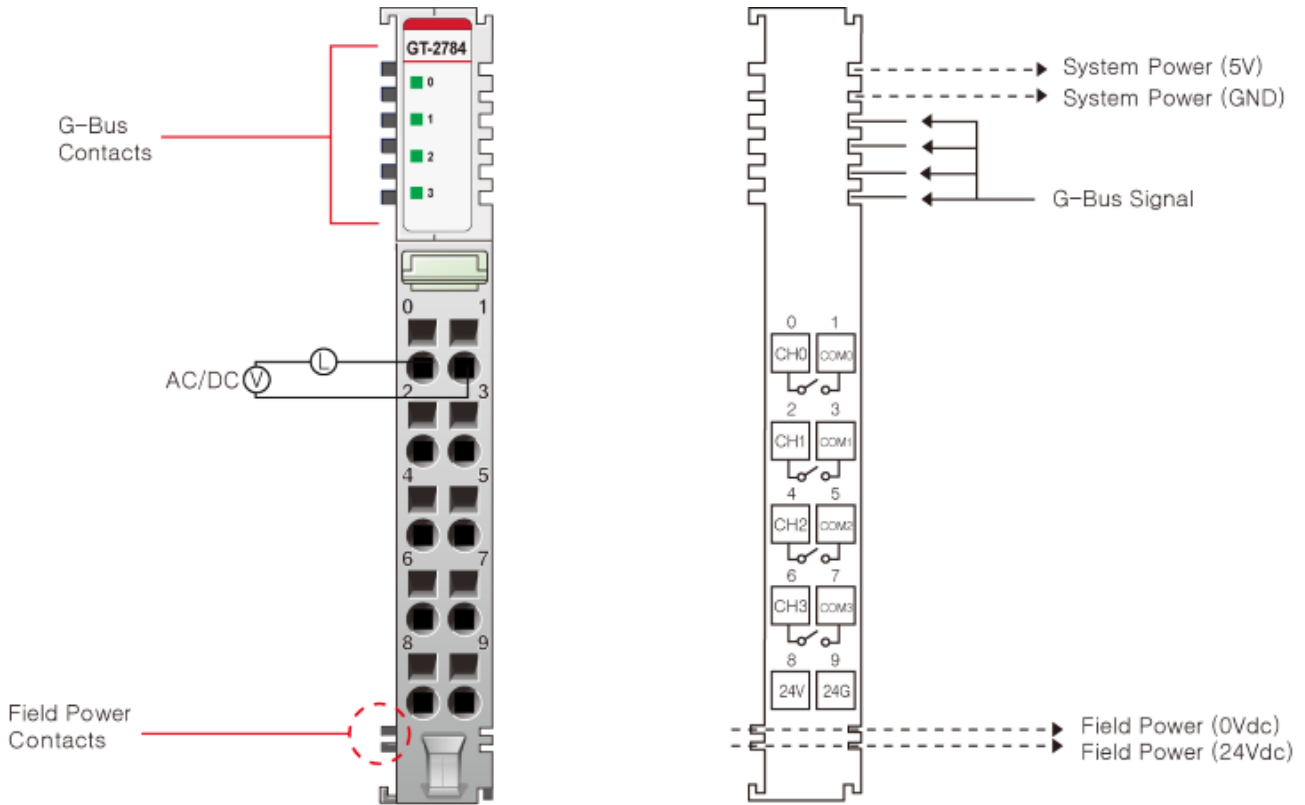 GT-2784
0
1
2
3
G-Bus
Contacts
0 1
AC/DC V L
2 3
4 5
6 7
8 9
Field Power
Contacts
System Power (5V)
System Power (GND)
G-Bus Signal
0 1
CH0 COM0
2 3
CH1 COM1
4 5
CH2 COM2
6 7
CH3 COM3
8 9
24V 24G
Field Power (0Vdc)
Field Power (24Vdc)